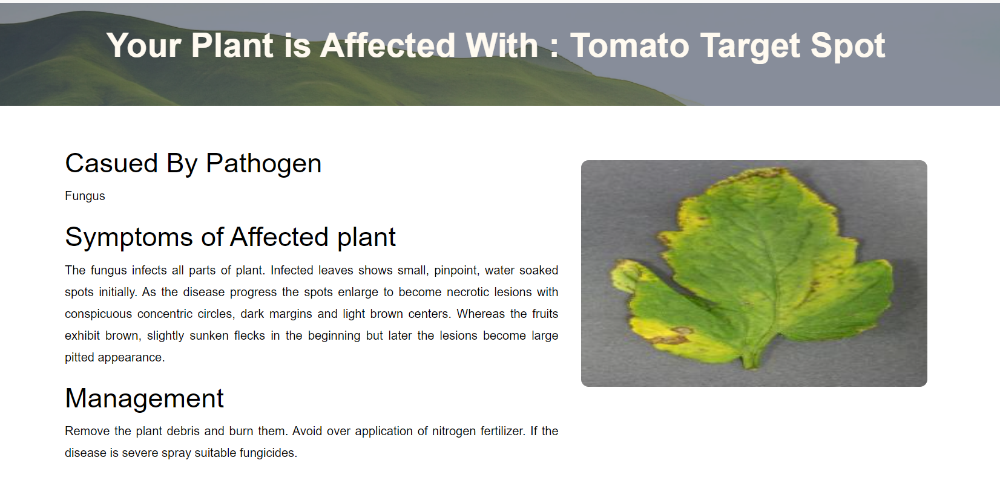 Your Plant is Affected With : Tomato Target Spot
Casued By Pathogen
Fungus
Symptoms of Affected plant
The fungus infects all parts of plant. Infected leaves shows small, pinpoint, water soaked
spots initially. As the disease progress the spots enlarge to become necrotic lesions with
conspicuous concentric circles, dark margins and light brown centers. Whereas the fruits
exhibit brown, slightly sunken flecks in the beginning but later the lesions become large
pitted appearance.
Management
Remove the plant debris and burn them. Avoid over application of nitrogen fertilizer. If the
disease is severe spray suitable fungicides.